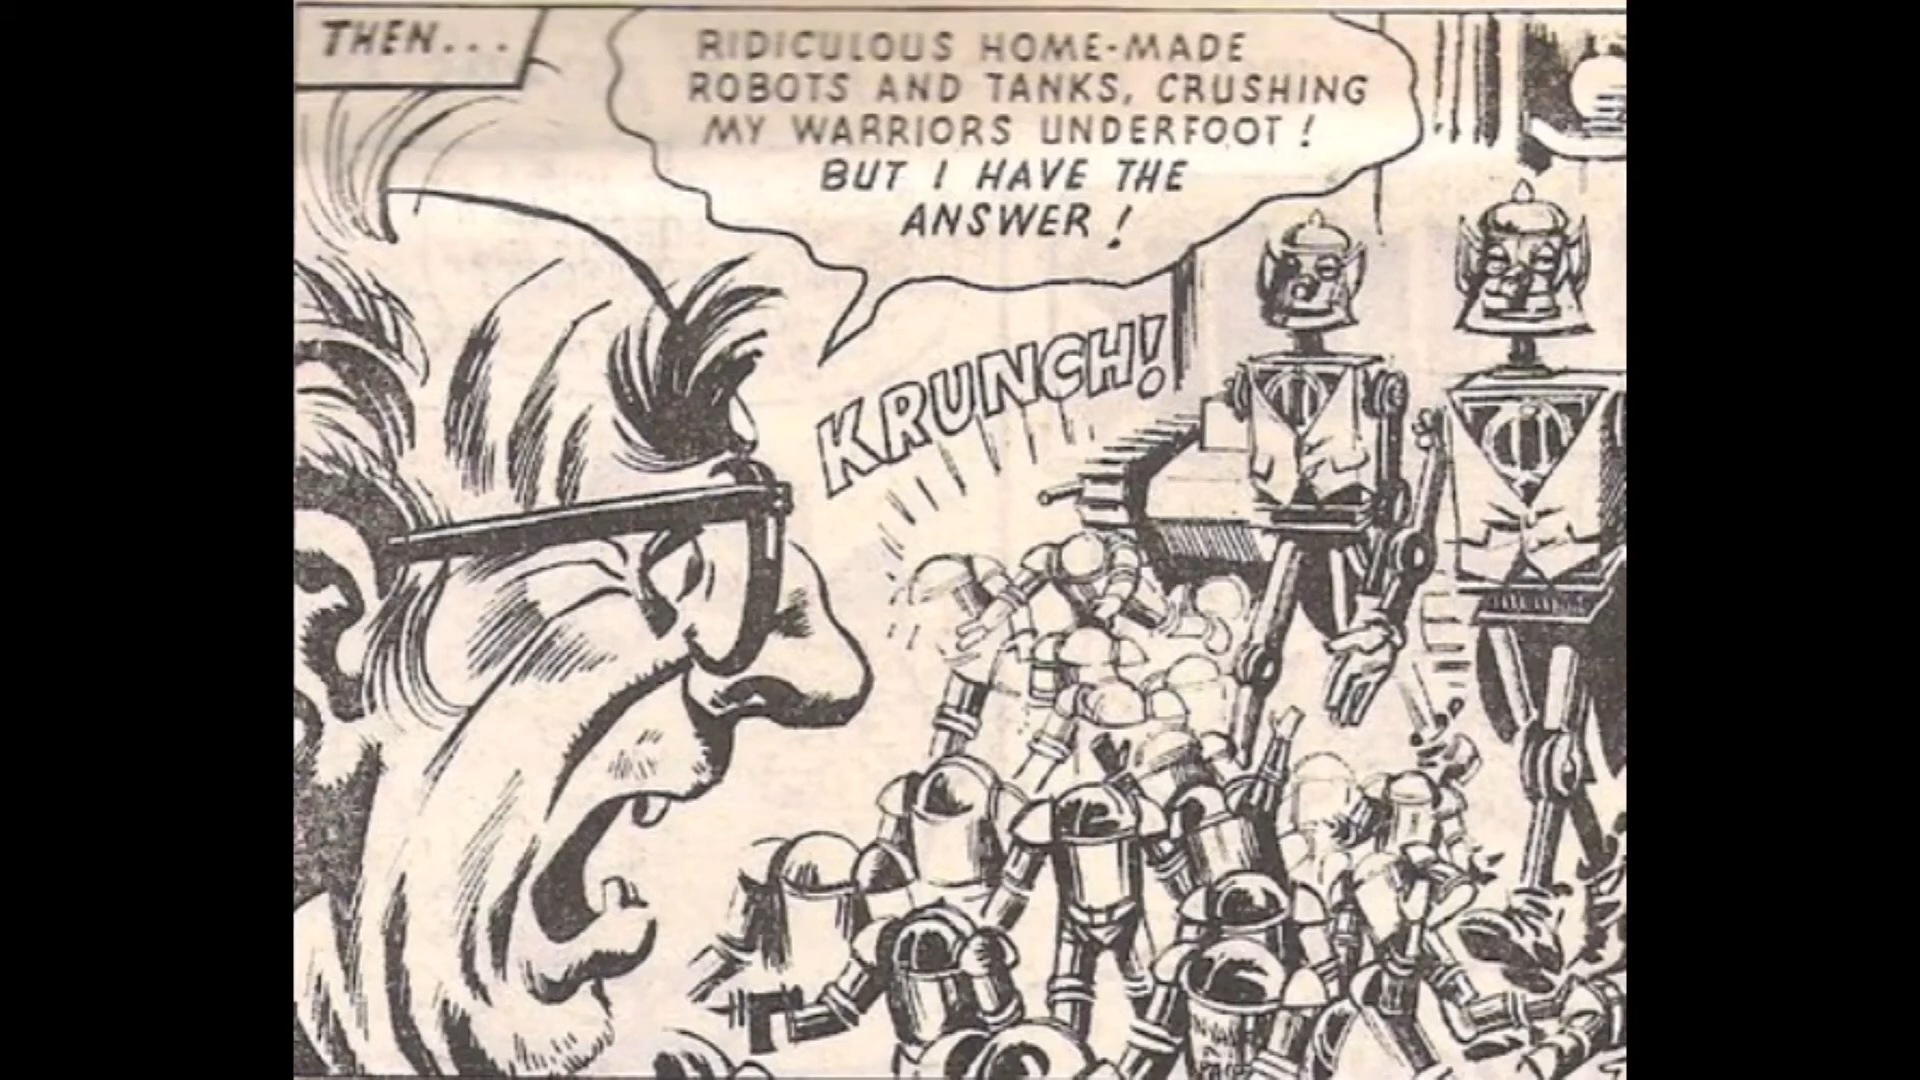 THEN...
RIDICULOUS HOME-MADE
ROBOTS AND TANKS, CRUSHING
MY WARRIORS UNDERFOOT!
BUT I HAVE THE
ANSWER!
KRUNCH!